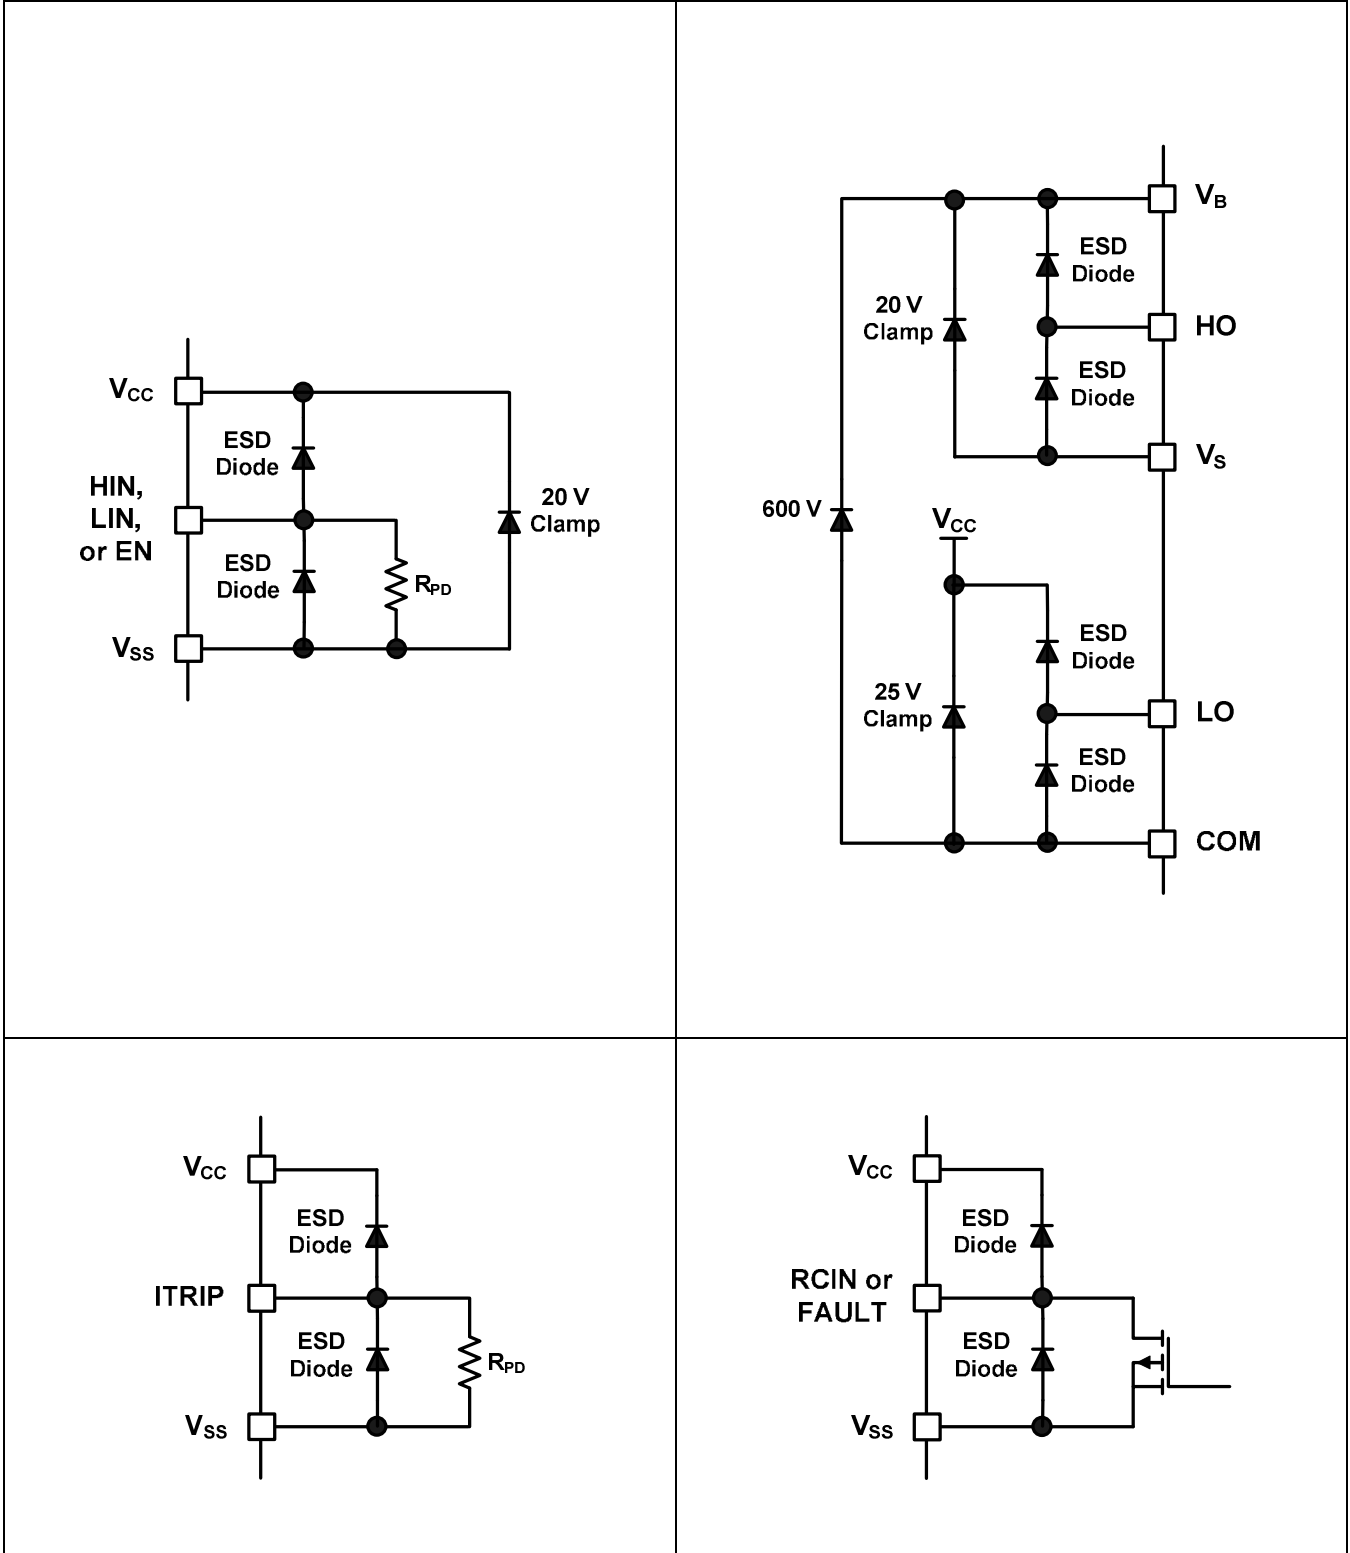 VCC
ESD
Diode
HIN,
LIN,
or EN
20 V
Clamp
ESD
Diode
RPD
VSS
VB
ESD
Diode
20 V
Clamp
HO
ESD
Diode
VS
600 V
VCC
ESD
Diode
25 V
Clamp
LO
ESD
Diode
COM
VCC
ESD
Diode
ITRIP
ESD
Diode
RPD
VSS
VCC
ESD
Diode
RCIN or
FAULT
ESD
Diode
VSS